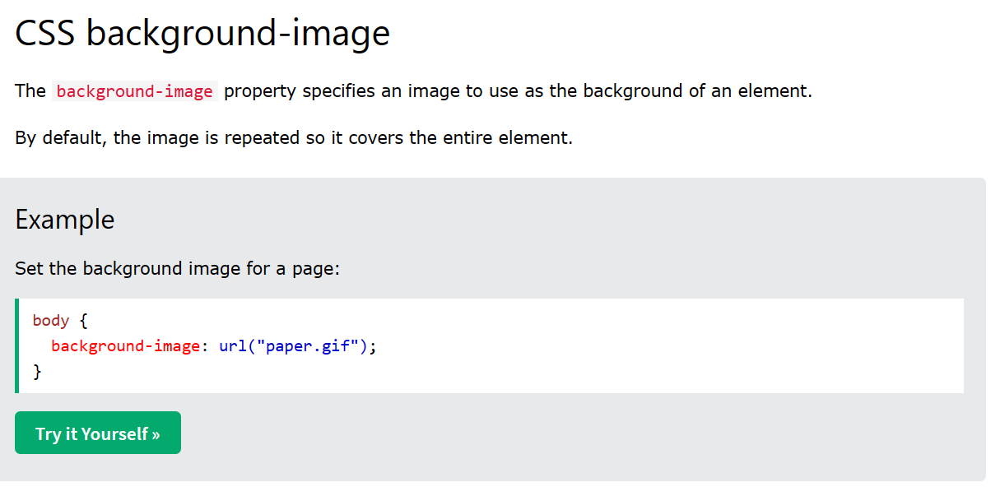 CSS background-image
The background-image property specifies an image to use as the background of an element.
By default, the image is repeated so it covers the entire element.
Example
Set the background image for a page:
body {
  background-image: url("paper.gif");
}
Try it Yourself »